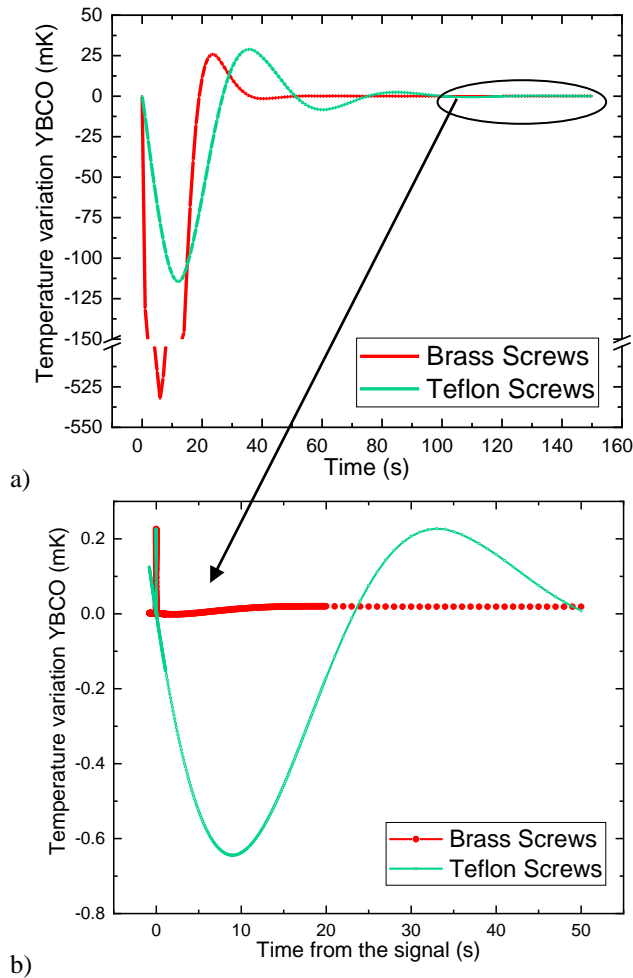 Temperature variation YBCO (mK)
50
25
0
-25
-50
-75
-100
-125
-150
-525
-550
0 20 40 60 80 100 120 140 160
Time (s)
Brass Screws
Teflon Screws
a)
Temperature variation YBCO (mK)
0.2
0.0
-0.2
-0.4
-0.6
-0.8
0 10 20 30 40 50
Time from the signal (s)
Brass Screws
Teflon Screws
b)